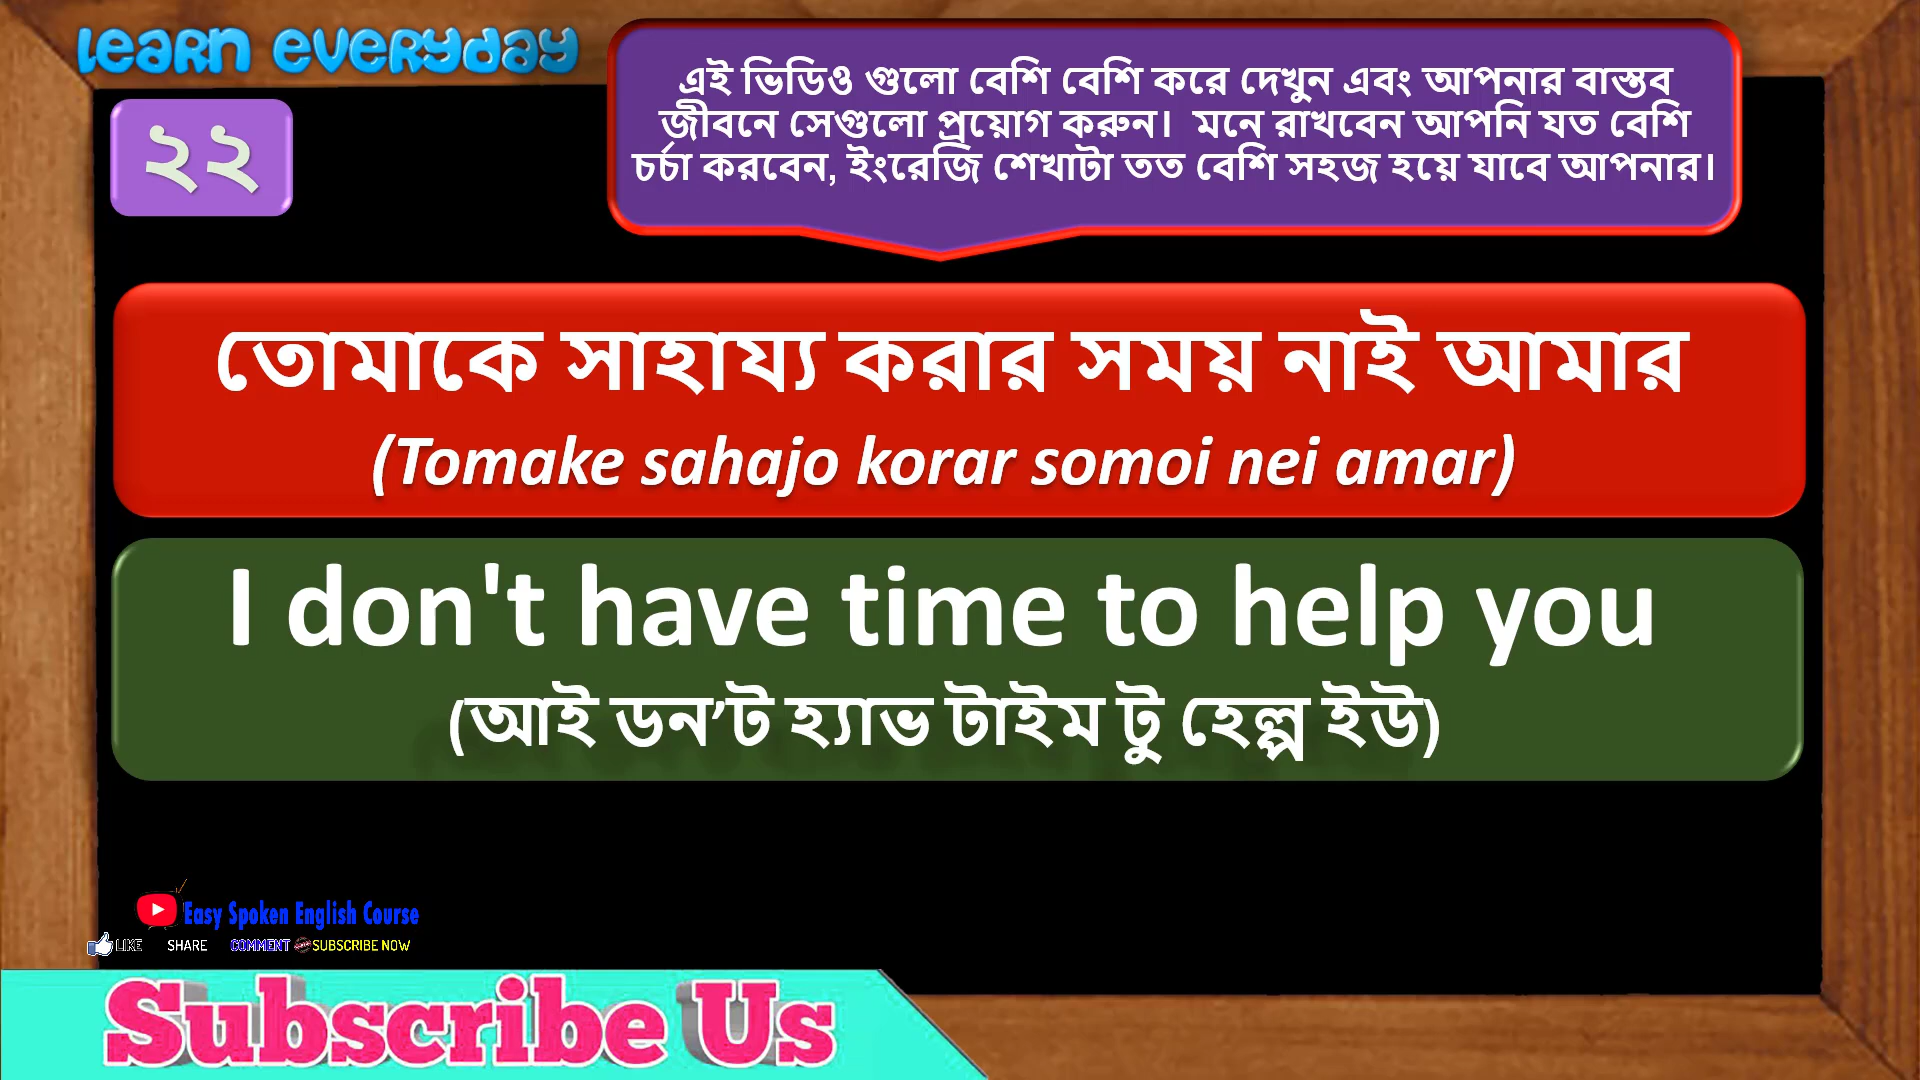 Learn Everyday
২২
এই ভিডিও গুলো বেশি বেশি করে দেখুন এবং আপনার বাস্তব
জীবনে সেগুলো প্রয়োগ করুন।  মনে রাখবেন আপনি যত বেশি
চর্চা করবেন, ইংরেজি শেখাটা তত বেশি সহজ হয়ে যাবে আপনার।
তোমাকে সাহায্য করার সময় নাই আমার
(Tomake sahajo korar somoi nei amar)
I don't have time to help you
(আই ডন’ট হ্যাভ টাইম টু হেল্প ইউ)
Easy Spoken English Course
LIKE SHARE COMMENT SUBSCRIBE NOW
Subscribe Us